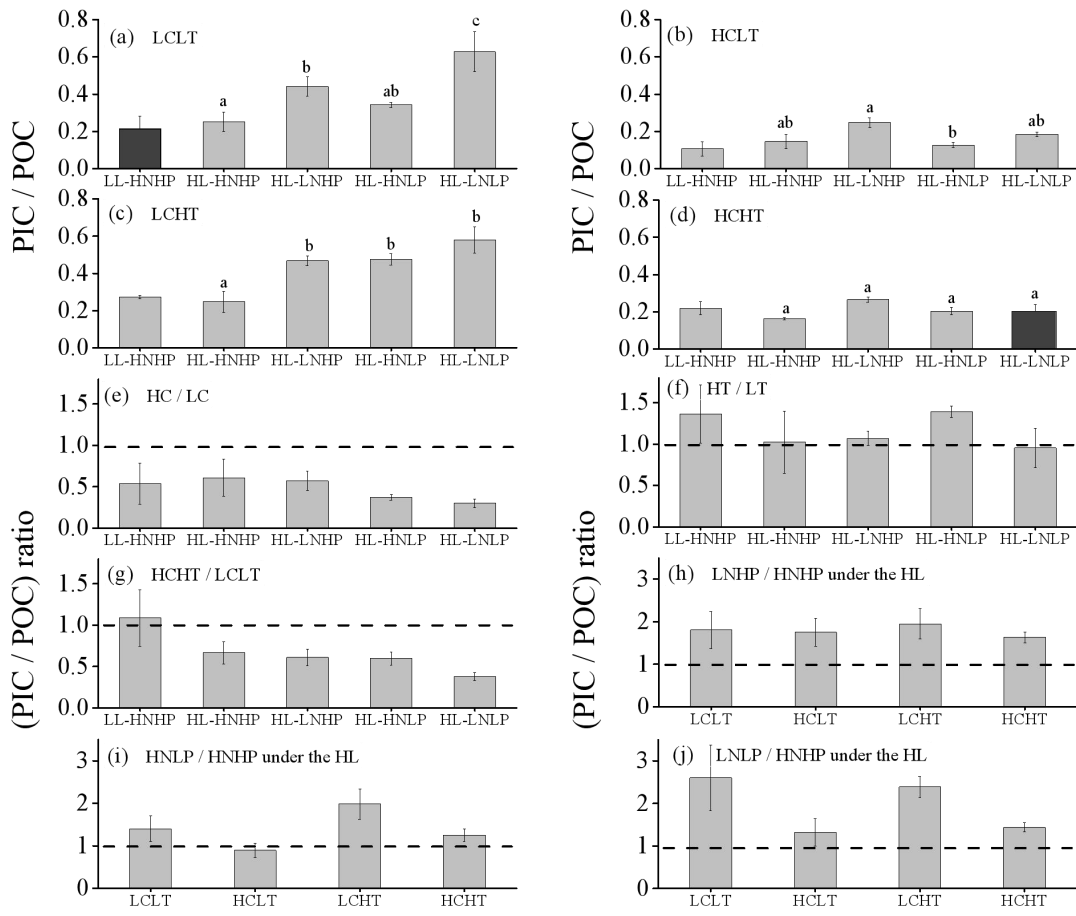 PIC / POC
(a) LCLT
0.8
0.6
0.4
0.2
0.0
a
b
ab
c
LL-HNHP HL-HNHP HL-LNHP HL-HNLP HL-LNLP
PIC / POC
(b) HCLT
0.8
0.6
0.4
0.2
0.0
ab
a
b
ab
LL-HNHP HL-HNHP HL-LNHP HL-HNLP HL-LNLP
(c) LCHT
0.8
0.6
0.4
0.2
0.0
a
b
b
b
LL-HNHP HL-HNHP HL-LNHP HL-HNLP HL-LNLP
(d) HCHT
0.8
0.6
0.4
0.2
0.0
a
a
a
a
LL-HNHP HL-HNHP HL-LNHP HL-HNLP HL-LNLP
(PIC / POC) ratio
(e) HC / LC
1.5
1.0
0.5
0.0
LL-HNHP HL-HNHP HL-LNHP HL-HNLP HL-LNLP
(PIC / POC) ratio
(f) HT / LT
1.5
1.0
0.5
0.0
LL-HNHP HL-HNHP HL-LNHP HL-HNLP HL-LNLP
(g) HCHT / LCLT
1.5
1.0
0.5
0.0
LL-HNHP HL-HNHP HL-LNHP HL-HNLP HL-LNLP
(h) LNHP / HNHP under the HL
3
2
1
0
LCLT HCLT LCHT HCHT
(i) HNLP / HNHP under the HL
3
2
1
0
LCLT HCLT LCHT HCHT
(j) LNLP / HNHP under the HL
3
2
1
0
LCLT HCLT LCHT HCHT